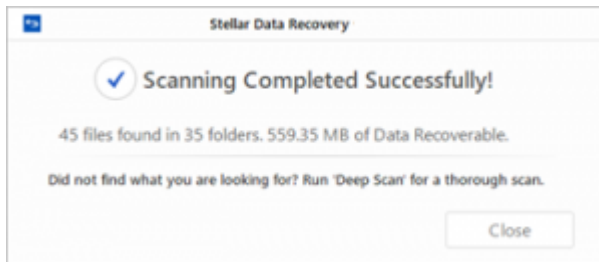 Stellar Data Recovery
Scanning Completed Successfully!
45 files found in 35 folders. 559.35 MB of Data Recoverable.
Did not find what you are looking for? Run 'Deep Scan' for a thorough scan.
Close